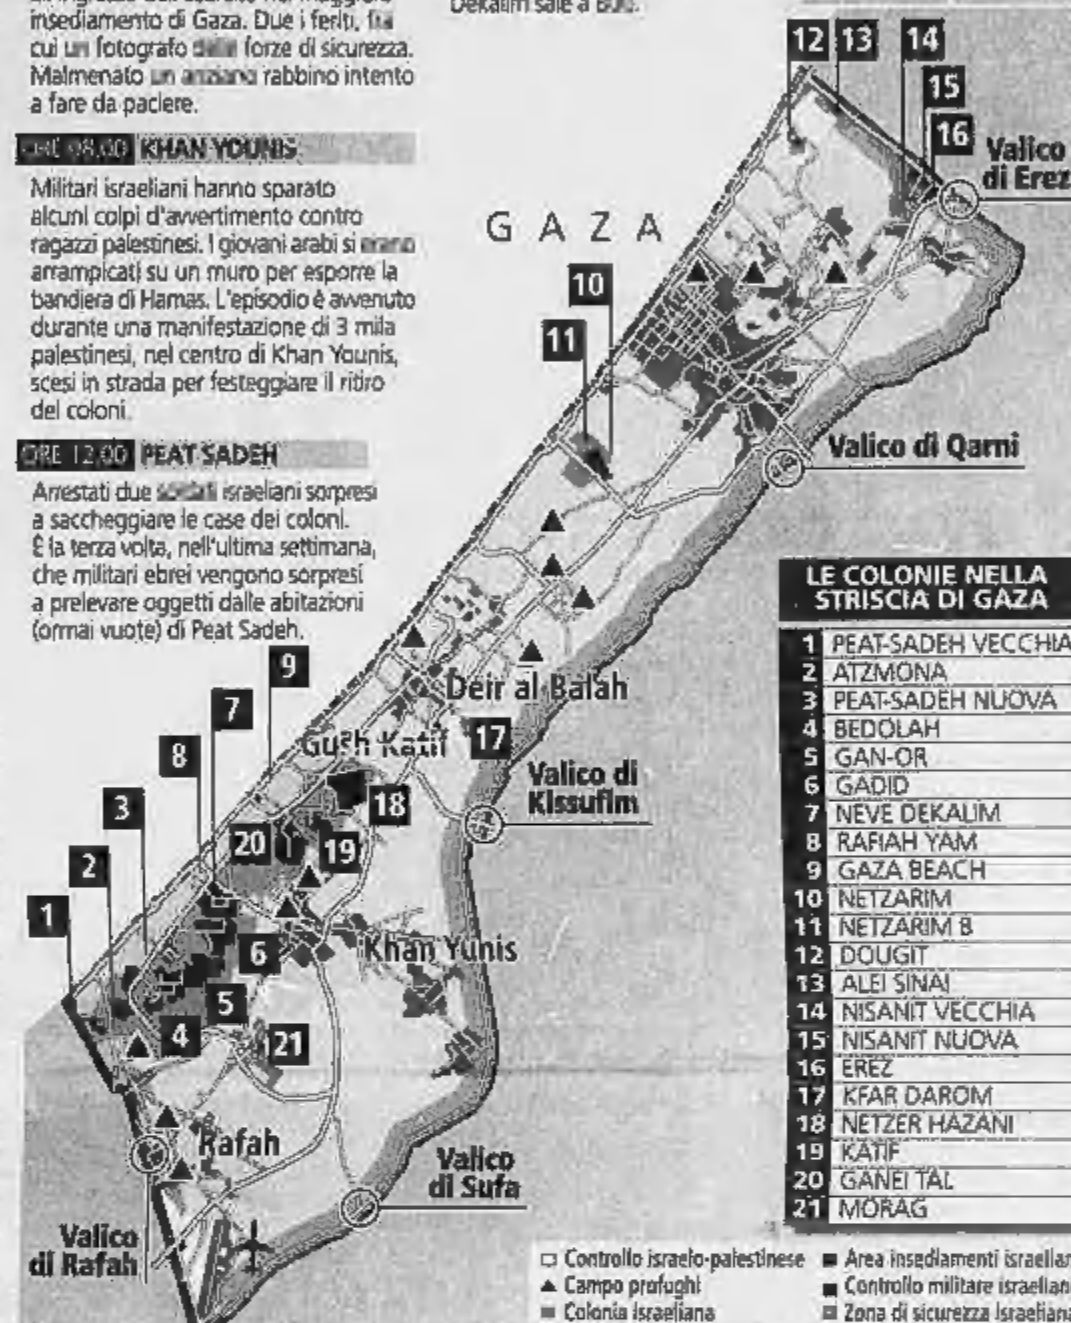 insediamento di Gaza. Due i feriti, fra
cui un fotografo delle forze di sicurezza.
Malmenato un anziano rabbino intento
a fare da paciere.
ORE 08.00 KHAN YOUNIS
Militari israeliani hanno sparato
alcuni colpi d'avvertimento contro
ragazzi palestinesi. I giovani arabi si erano
arrampicati su un muro per esporre la
bandiera di Hamas. L'episodio è avvenuto
durante una manifestazione di 3 mila
palestinesi, nel centro di Khan Younis,
scesi in strada per festeggiare il ritiro
dei coloni.
ORE 12.00 PEAT SADEH
Arrestati due soldati israeliani sorpresi
a saccheggiare le case dei coloni.
È la terza volta, nell'ultima settimana,
che militari ebrei vengono sorpresi
a prelevare oggetti dalle abitazioni
(ormai vuote) di Peat Sadeh.
Dekalim sale a 800.
12 13 14
15
16
Valico
di Erez
GAZA
10
11
Valico di Qarni
9
7
8
Deir al Balah
Gush Katif
17
Valico di
Kissufim
18
20
19
3
2
1
6
Khan Yunis
5
4
21
Rafah
Valico
di Sufa
Valico
di Rafah
LE COLONIE NELLA
STRISCIA DI GAZA
1 PEAT-SADEH VECCHIA
2 ATZMONA
3 PEAT-SADEH NUOVA
4 BEDOLAH
5 GAN-OR
6 GADID
7 NEVE DEKALIM
8 RAFIAH YAM
9 GAZA BEACH
10 NETZARIM
11 NETZARIM B
12 DOUGIT
13 ALEI SINAI
14 NISANIT VECCHIA
15 NISANIT NUOVA
16 EREZ
17 KFAR DAROM
18 NETZER HAZANI
19 KATIF
20 GANEI TAL
21 MORAG
Controllo israelo-palestinese
Campo profughi
Colonia israeliana
Area insediamenti israelian
Controllo militare israelian
Zona di sicurezza israeliana